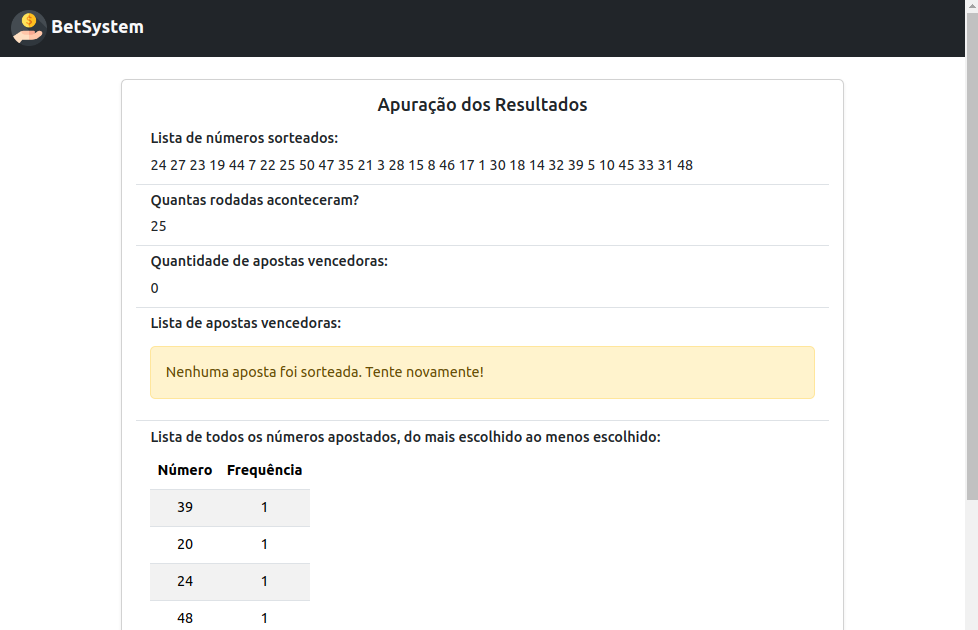 BetSystem
Apuração dos Resultados
Lista de números sorteados:
24 27 23 19 44 7 22 25 50 47 35 21 3 28 15 8 46 17 1 30 18 14 32 39 5 10 45 33 31 48
Quantas rodadas aconteceram?
25
Quantidade de apostas vencedoras:
0
Lista de apostas vencedoras:
Nenhuma aposta foi sorteada. Tente novamente!
Lista de todos os números apostados, do mais escolhido ao menos escolhido:
Número Frequência
39 1
20 1
24 1
48 1